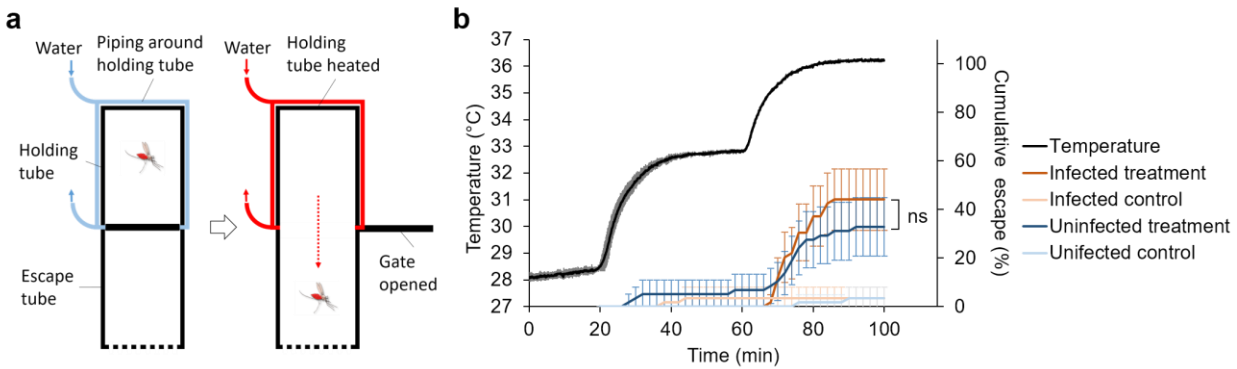 a
Water
Piping around
holding tube
Water
Holding
tube heated
Holding
tube
Escape
tube
Gate
opened
b
37
36
35
34
33
32
31
30
29
28
27
Temperature (°C)
0
20
40
60
80
100
Time (min)
100
80
60
40
20
0
Cumulative escape (%)
ns
Temperature
Infected treatment
Infected control
Uninfected treatment
Unifected control